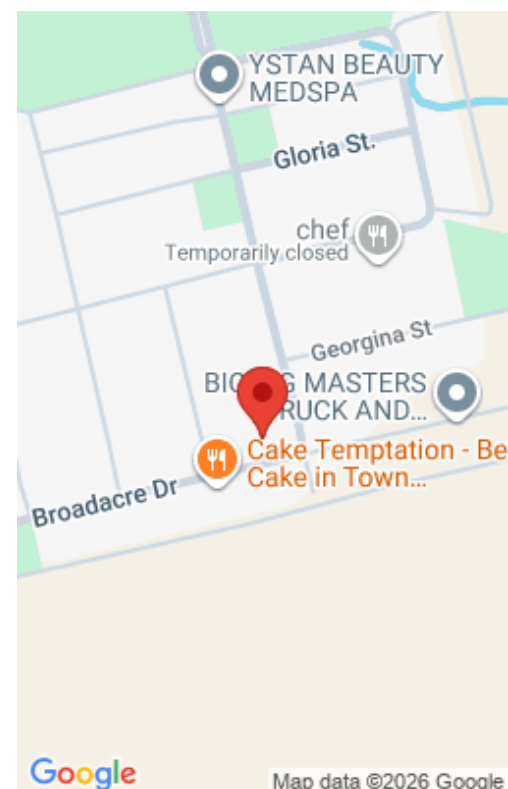 YSTAN BEAUTY
MEDSPA
Gloria St.
chef
Temporarily closed
Georgina St
MASTERS
AND...
Cake Temptation - Be
Cake in Town...
Broadacre Dr
Google
Map data ©2026 Google